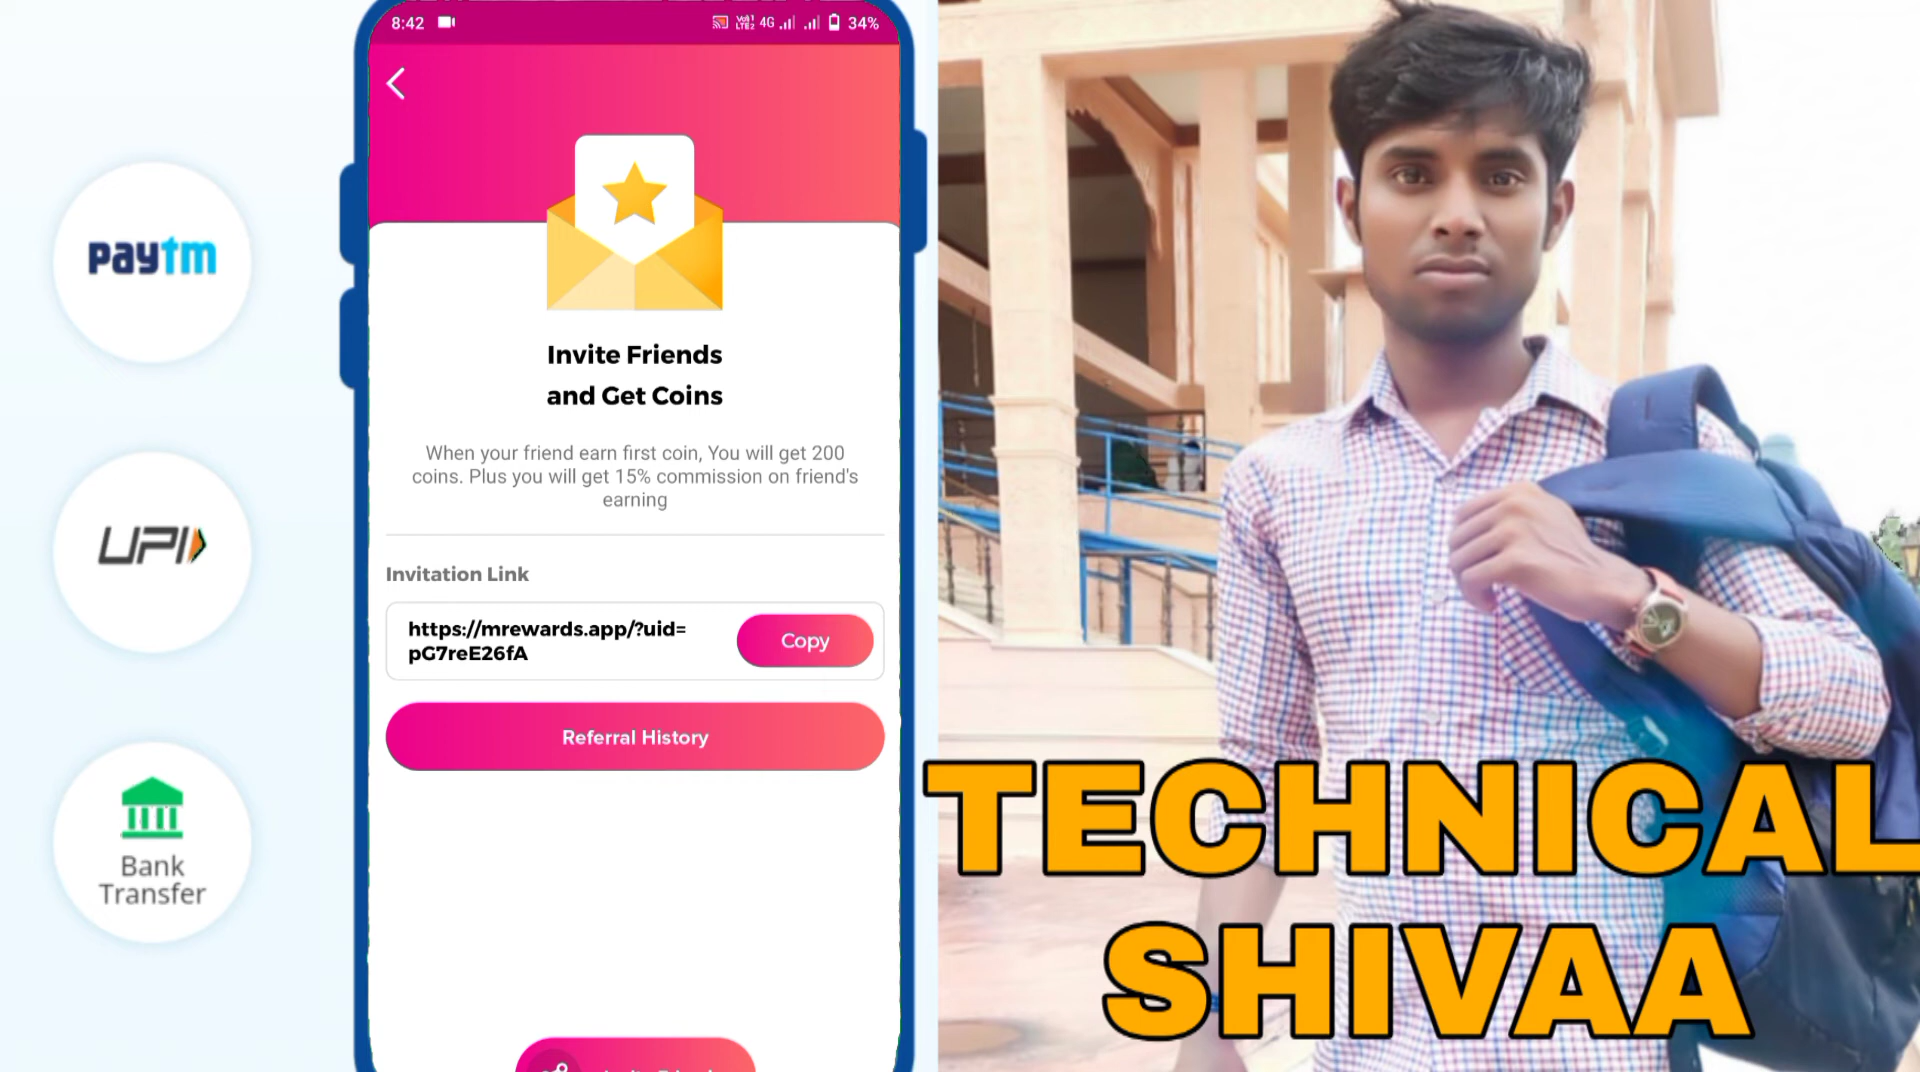 8:42
4G
34%
paytm
UPI
Bank
Transfer
Invite Friends
and Get Coins
When your friend earn first coin, You will get 200
coins. Plus you will get 15% commission on friend's
earning
Invitation Link
https://mrewards.app/?uid=
pG7reE26fA
Copy
Referral History
TECHNICAL
SHIVAA